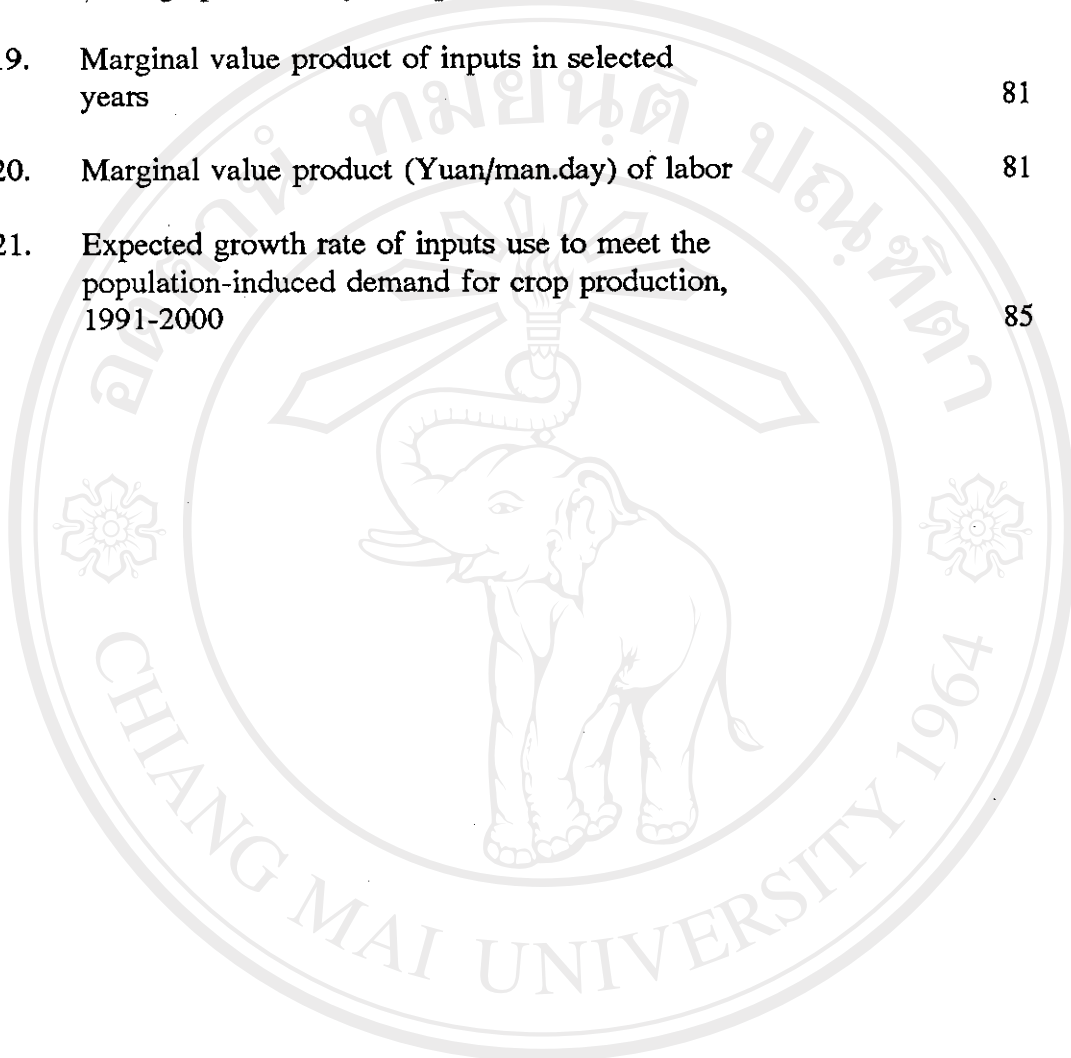 19. Marginal value product of inputs in selected
years 81
20. Marginal value product (Yuan/man.day) of labor 81
21. Expected growth rate of inputs use to meet the
population-induced demand for crop production,
1991-2000 85
CHIANG MAI UNIVERSITY 1964